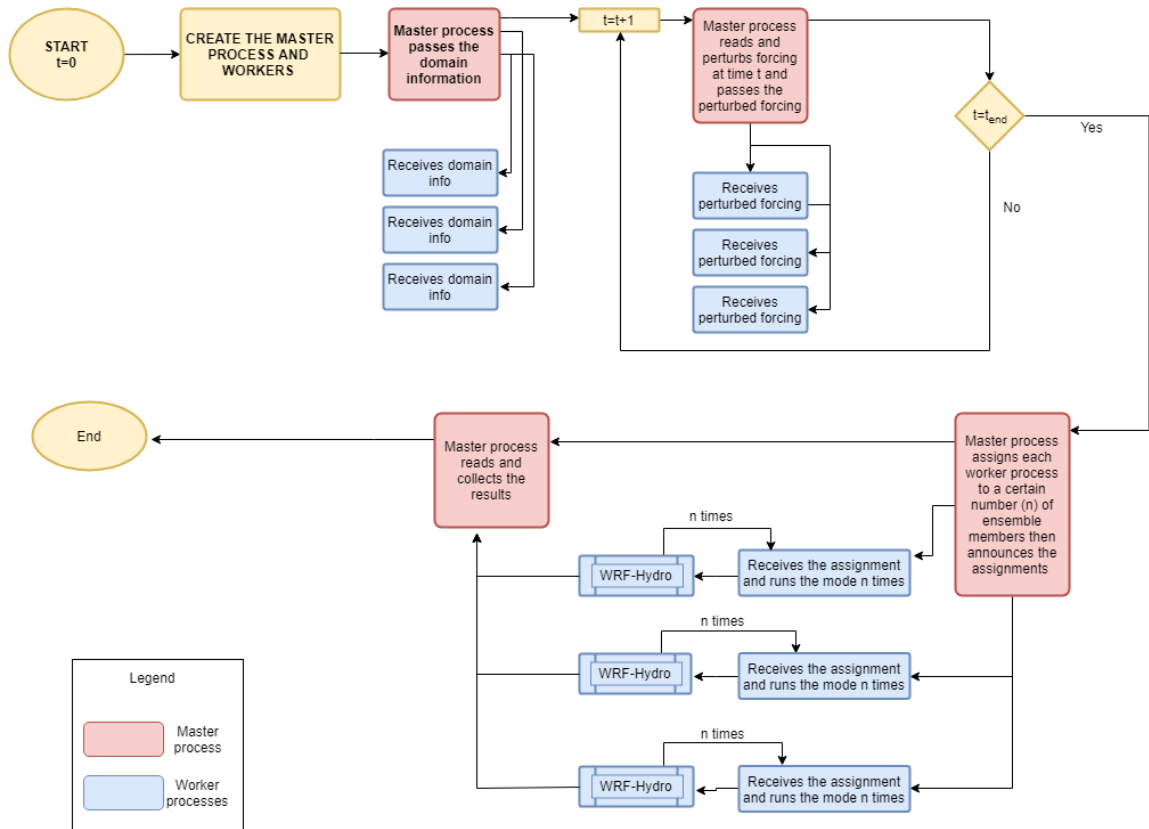 START
t=0
CREATE THE MASTER
PROCESS AND
WORKERS
Master process
passes the
domain
information
Receives domain
info
Receives domain
info
Receives domain
info
t=t+1
Master process
reads and
perturbs forcing
at time t and
passes the
perturbed forcing
Receives
perturbed forcing
Receives
perturbed forcing
Receives
perturbed forcing
t=tend
Yes
No
Master process
assigns each
worker process
to a certain
number (n) of
ensemble
members then
announces the
assignments
Receives the assignment
and runs the mode n times
n times
WRF-Hydro
Receives the assignment
and runs the mode n times
n times
WRF-Hydro
Receives the assignment
and runs the mode n times
n times
WRF-Hydro
Master process
reads and
collects the
results
End
Legend
Master
process
Worker
processes